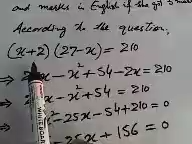 and marks in English if the got 3 mar
According to the question,
(x+2) (27-x) = 210
⇒ x - x² + 54 - 2x = 210
⇒ x - x² + 54 = 210
x² - 25x - 54 + 210 = 0
- 25x + 156 = 0